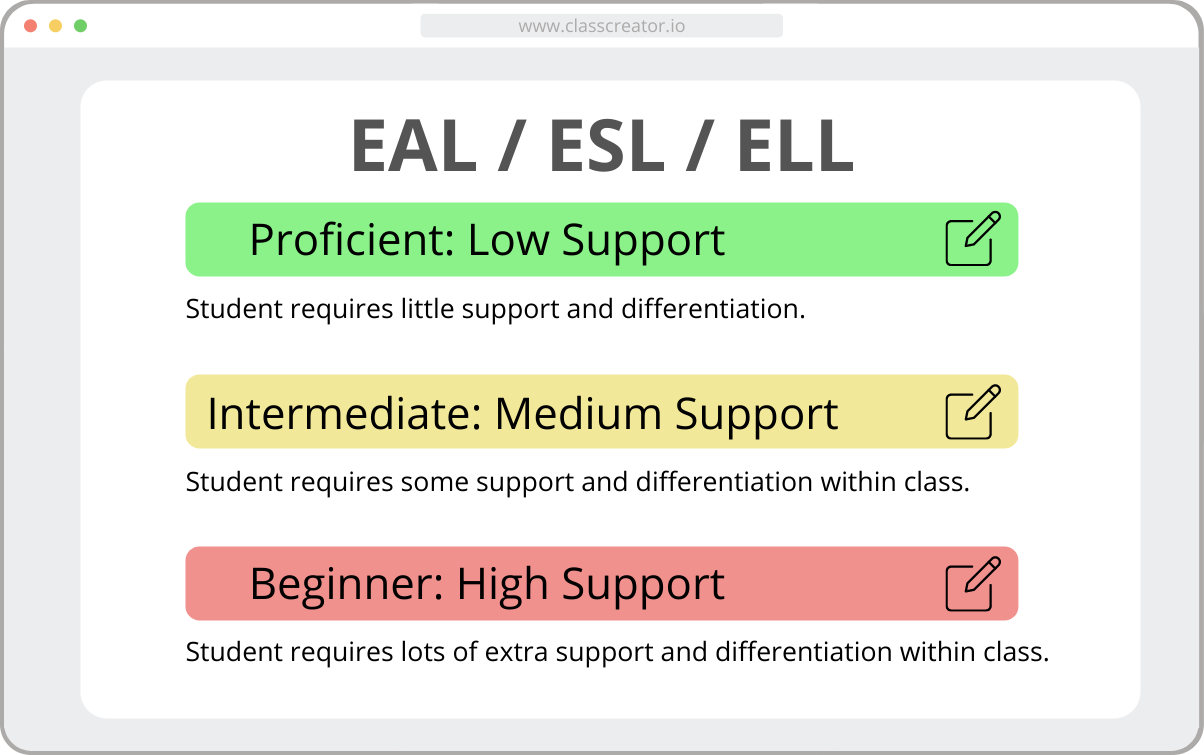 www.classcreator.io
EAL / ESL / ELL
Proficient: Low Support
Student requires little support and differentiation.
Intermediate: Medium Support
Student requires some support and differentiation within class.
Beginner: High Support
Student requires lots of extra support and differentiation within class.